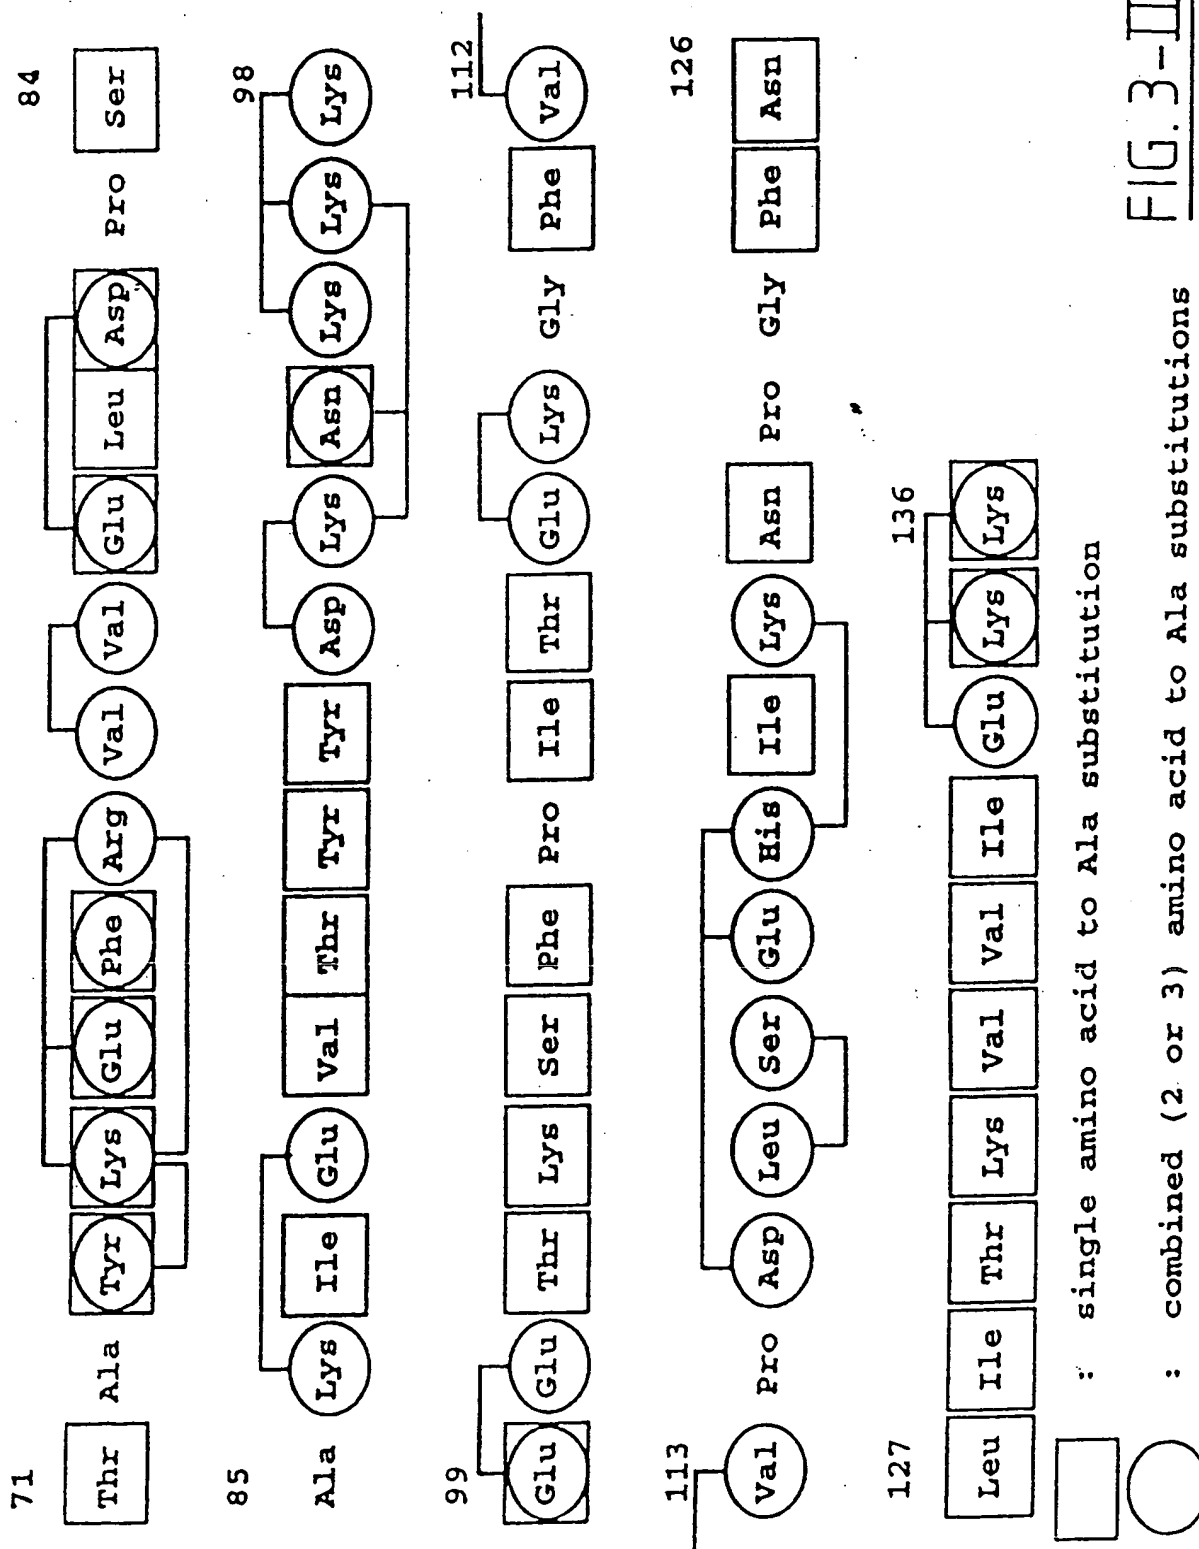 71 84
Thr Ala Tyr Lys Glu Phe Arg Val Val Glu Leu Asp Pro Ser
85 98
Ala Lys Ile Glu Val Thr Tyr Tyr Asp Lys Asn Lys Lys Lys
99 112
Glu Glu Thr Lys Ser Phe Pro Ile Thr Glu Lys Gly Phe Val
113 126
Val Pro Asp Leu Ser Glu His Ile Lys Asn Pro Gly Phe Asn
127 136
Leu Ile Thr Lys Val Val Ile Glu Lys Lys
: single amino acid to Ala substitution
: combined (2 or 3) amino acid to Ala substitutions